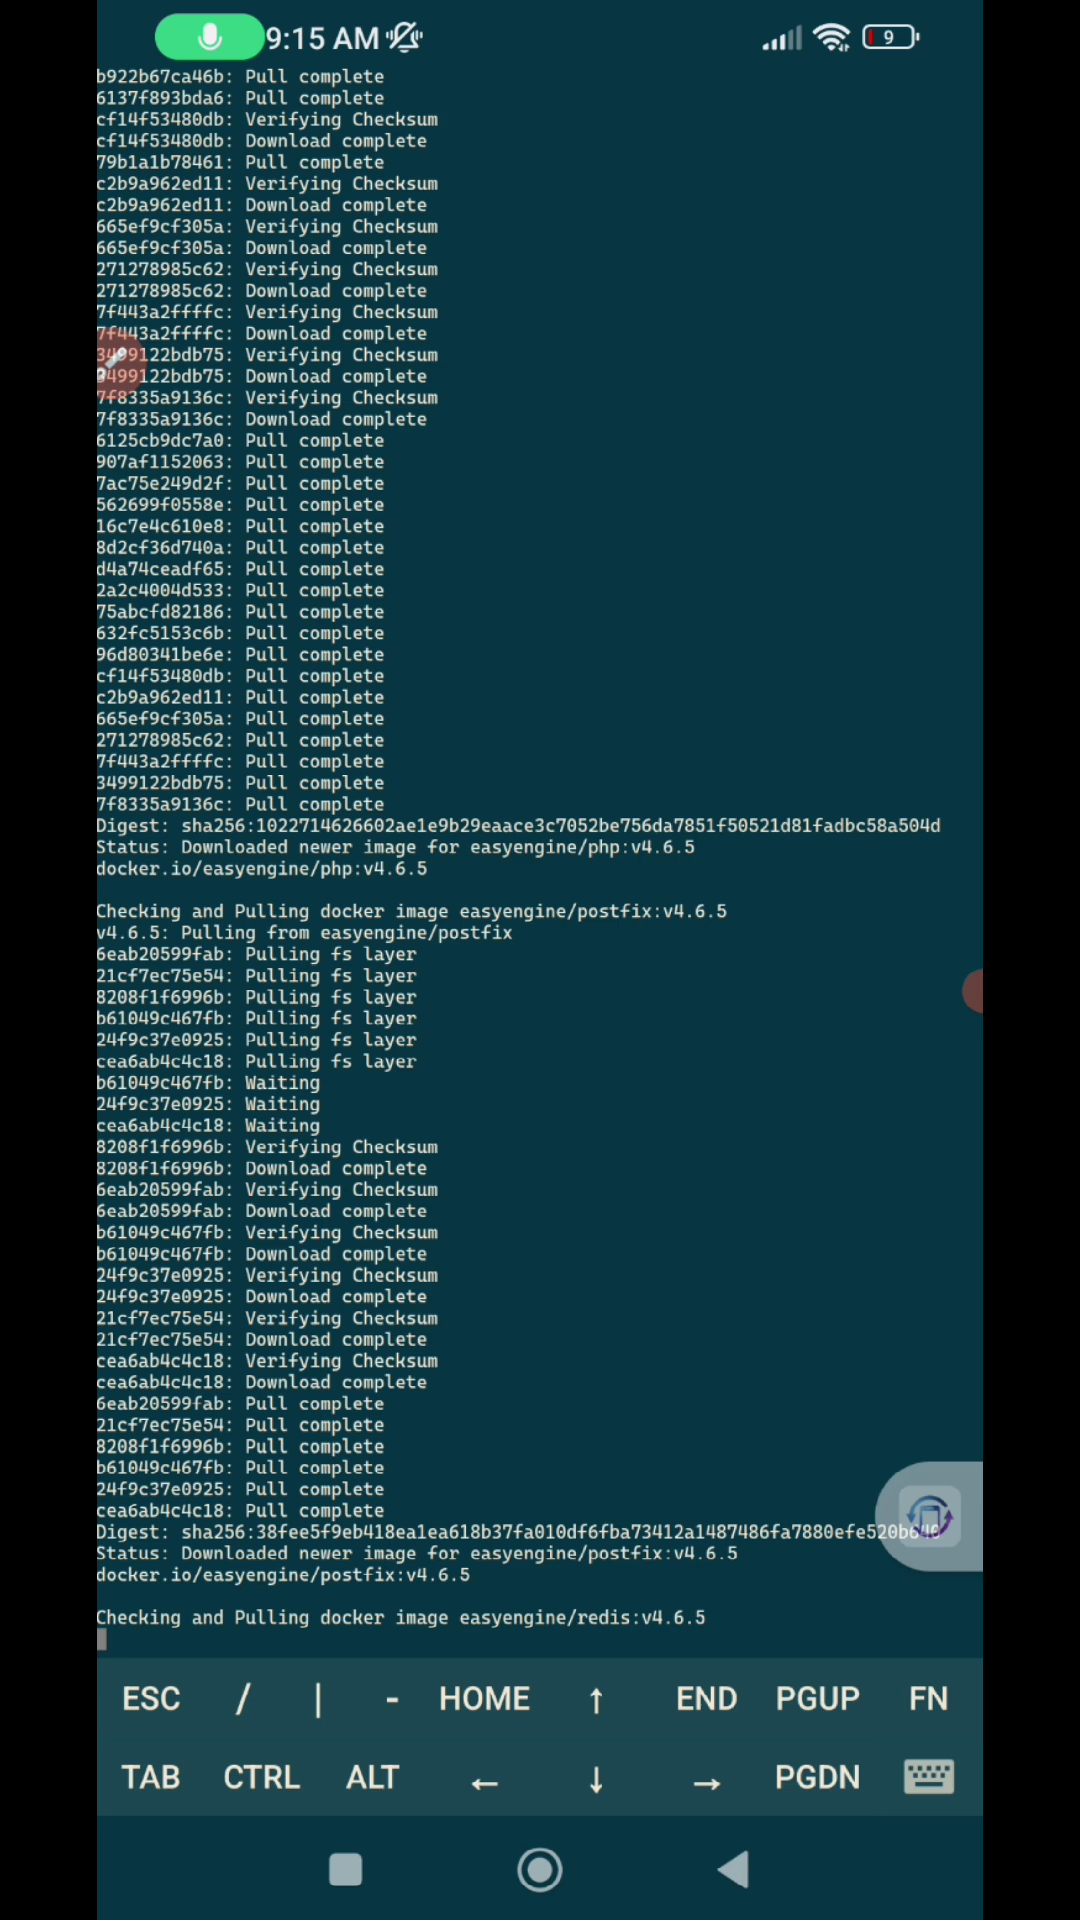 9:15 AM
9
b922b67ca46b: Pull complete
6137f893bda6: Pull complete
cf14f53480db: Verifying Checksum
cf14f53480db: Download complete
79b1a1b78461: Pull complete
c2b9a962ed11: Verifying Checksum
c2b9a962ed11: Download complete
665ef9cf305a: Verifying Checksum
665ef9cf305a: Download complete
271278985c62: Verifying Checksum
271278985c62: Download complete
7f443a2ffffc: Verifying Checksum
7f443a2ffffc: Download complete
3499122bdb75: Verifying Checksum
3499122bdb75: Download complete
7f8335a9136c: Verifying Checksum
7f8335a9136c: Download complete
6125cb9dc7a0: Pull complete
907af1152063: Pull complete
7ac75e249d2f: Pull complete
562699f0558e: Pull complete
16c7e4c610e8: Pull complete
8d2cf36d740a: Pull complete
d4a74ceadf65: Pull complete
2a2c4004d533: Pull complete
75abcfd82186: Pull complete
632fc5153c6b: Pull complete
96d80341be6e: Pull complete
cf14f53480db: Pull complete
c2b9a962ed11: Pull complete
665ef9cf305a: Pull complete
271278985c62: Pull complete
7f443a2ffffc: Pull complete
3499122bdb75: Pull complete
7f8335a9136c: Pull complete
Digest: sha256:1022714626602ae1e9b29eaace3c7052be756da7851f50521d81fadbc58a504d
Status: Downloaded newer image for easyengine/php:v4.6.5
docker.io/easyengine/php:v4.6.5
Checking and Pulling docker image easyengine/postfix:v4.6.5
v4.6.5: Pulling from easyengine/postfix
6eab20599fab: Pulling fs layer
21cf7ec75e54: Pulling fs layer
8208f1f6996b: Pulling fs layer
b61049c467fb: Pulling fs layer
24f9c37e0925: Pulling fs layer
cea6ab4c4c18: Pulling fs layer
b61049c467fb: Waiting
24f9c37e0925: Waiting
cea6ab4c4c18: Waiting
8208f1f6996b: Verifying Checksum
8208f1f6996b: Download complete
6eab20599fab: Verifying Checksum
6eab20599fab: Download complete
b61049c467fb: Verifying Checksum
b61049c467fb: Download complete
24f9c37e0925: Verifying Checksum
24f9c37e0925: Download complete
21cf7ec75e54: Verifying Checksum
21cf7ec75e54: Download complete
cea6ab4c4c18: Verifying Checksum
cea6ab4c4c18: Download complete
6eab20599fab: Pull complete
21cf7ec75e54: Pull complete
8208f1f6996b: Pull complete
b61049c467fb: Pull complete
24f9c37e0925: Pull complete
cea6ab4c4c18: Pull complete
Digest: sha256:38fee5f9eb418ea1ea618b37fa010df6fba73412a1487486fa7880efe520b640
Status: Downloaded newer image for easyengine/postfix:v4.6.5
docker.io/easyengine/postfix:v4.6.5
Checking and Pulling docker image easyengine/redis:v4.6.5
ESC / | - HOME ↑ END PGUP FN
TAB CTRL ALT ← ↓ → PGDN